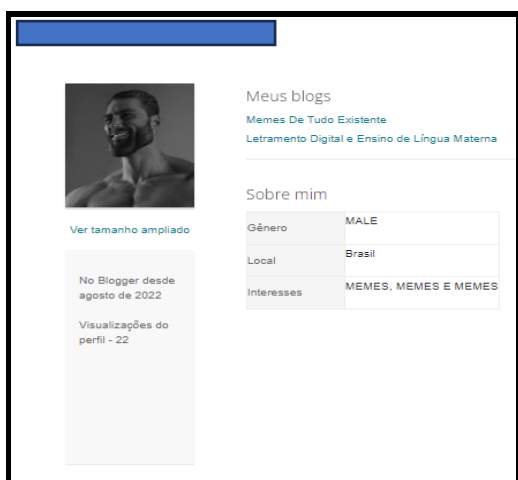 Ver tamanho ampliado
No Blogger desde
agosto de 2022
Visualizações do
perfil - 22
Meus blogs
Memes De Tudo Existente
Letramento Digital e Ensino de Língua Materna
Sobre mim
Gênero MALE
Local Brasil
Interesses MEMES, MEMES E MEMES